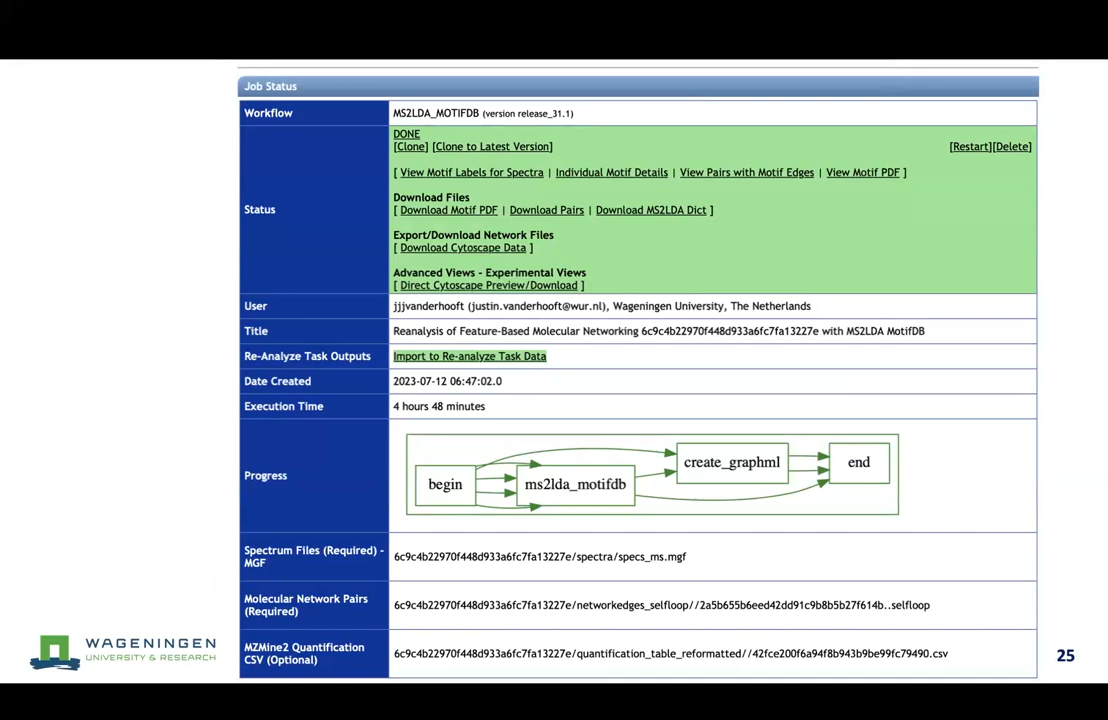 Job Status
Workflow
MS2LDA_MOTIFDB (version release_31.1)
Status
DONE
[Clone] [Clone to Latest Version]
[Restart][Delete]
[ View Motif Labels for Spectra | Individual Motif Details | View Pairs with Motif Edges | View Motif PDF ]
Download Files
[ Download Motif PDF | Download Pairs | Download MS2LDA Dict ]
Export/Download Network Files
[ Download Cytoscape Data ]
Advanced Views - Experimental Views
[ Direct Cytoscape Preview/Download ]
User
jjjvanderhooft (justin.vanderhooft@wur.nl), Wageningen University, The Netherlands
Title
Reanalysis of Feature-Based Molecular Networking 6c9c4b22970f448d933a6fc7fa13227e with MS2LDA MotifDB
Re-Analyze Task Outputs
Import to Re-analyze Task Data
Date Created
2023-07-12 06:47:02.0
Execution Time
4 hours 48 minutes
Progress
begin
ms2lda_motifdb
create_graphml
end
Spectrum Files (Required) -
MGF
6c9c4b22970f448d933a6fc7fa13227e/spectra/specs_ms.mgf
Molecular Network Pairs
(Required)
6c9c4b22970f448d933a6fc7fa13227e/networkedges_selfloop//2a5b655b6eed42dd91c9b8b5b27f614b..selfloop
MZMine2 Quantification
CSV (Optional)
6c9c4b22970f448d933a6fc7fa13227e/quantification_table_reformatted//42fce200f6a94f8b943b9be99fc79490.csv
WAGENINGEN
UNIVERSITY & RESEARCH
25